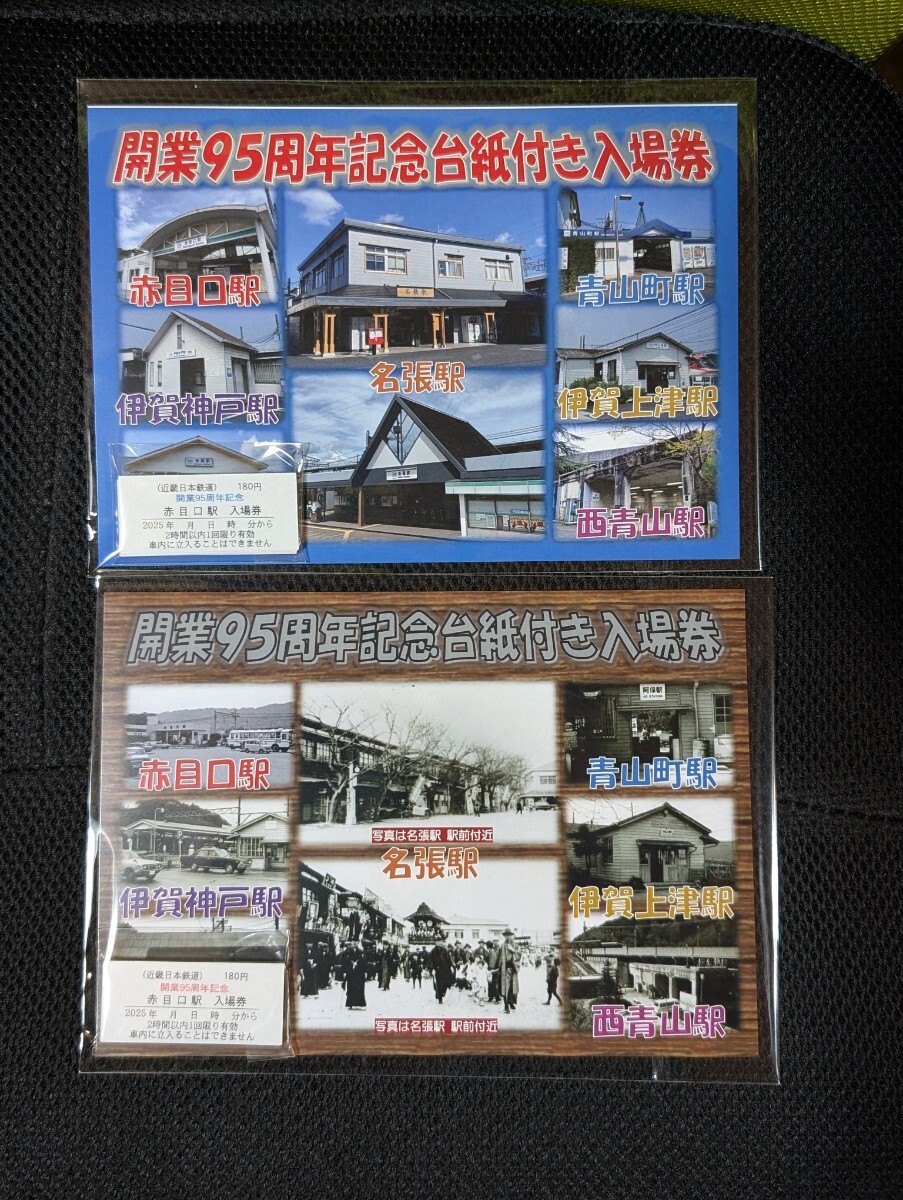 開業95周年記念台紙付き入場券
赤目口駅
名張駅
青山町駅
伊賀神戸駅
伊賀上津駅
西青山駅
(近畿日本鉄道) 180円
開業95周年記念
赤目口駅 入場券
2025年 月 日 時 分から
2時間以内1回限り有効
車内に立入ることはできません
開業95周年記念台紙付き入場券
赤目口駅
写真は名張駅 駅前付近
名張駅
阿保駅
青山町駅
伊賀神戸駅
伊賀上津駅
写真は名張駅 駅前付近
西青山駅
(近畿日本鉄道) 180円
開業95周年記念
赤目口駅 入場券
2025年 月 日 時 分から
2時間以内1回限り有効
車内に立入ることはできません